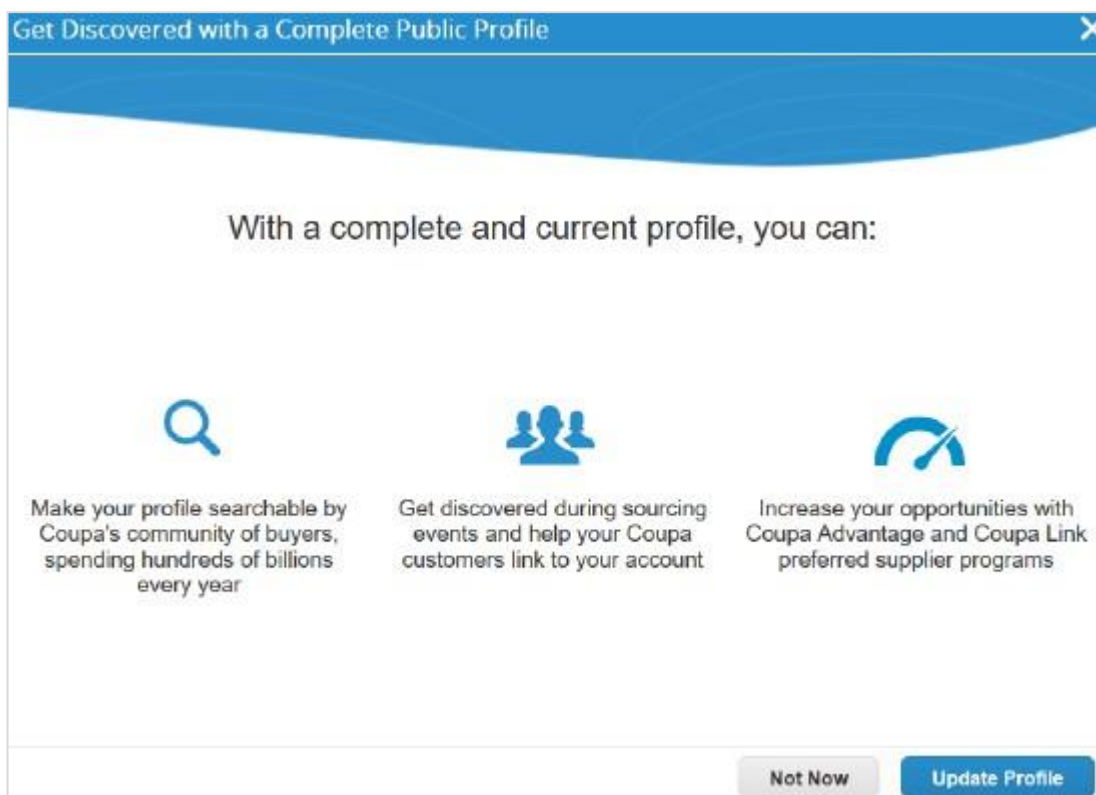 Get Discovered with a Complete Public Profile
With a complete and current profile, you can:
Make your profile searchable by
Coupa's community of buyers,
spending hundreds of billions
every year
Get discovered during sourcing
events and help your Coupa
customers link to your account
Increase your opportunities with
Coupa Advantage and Coupa Link
preferred supplier programs
Not Now
Update Profile